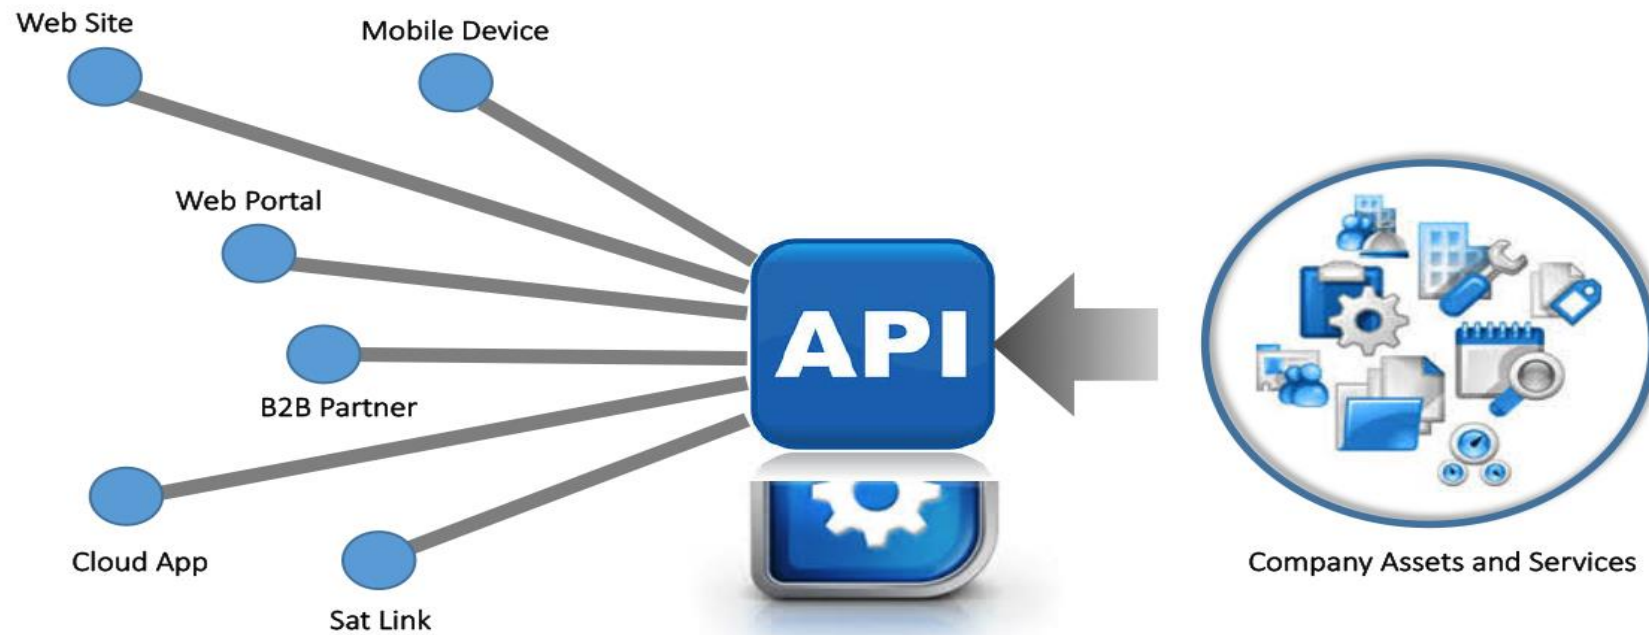 Web Site
Mobile Device
Web Portal
API
B2B Partner
Cloud App
Sat Link
Company Assets and Services